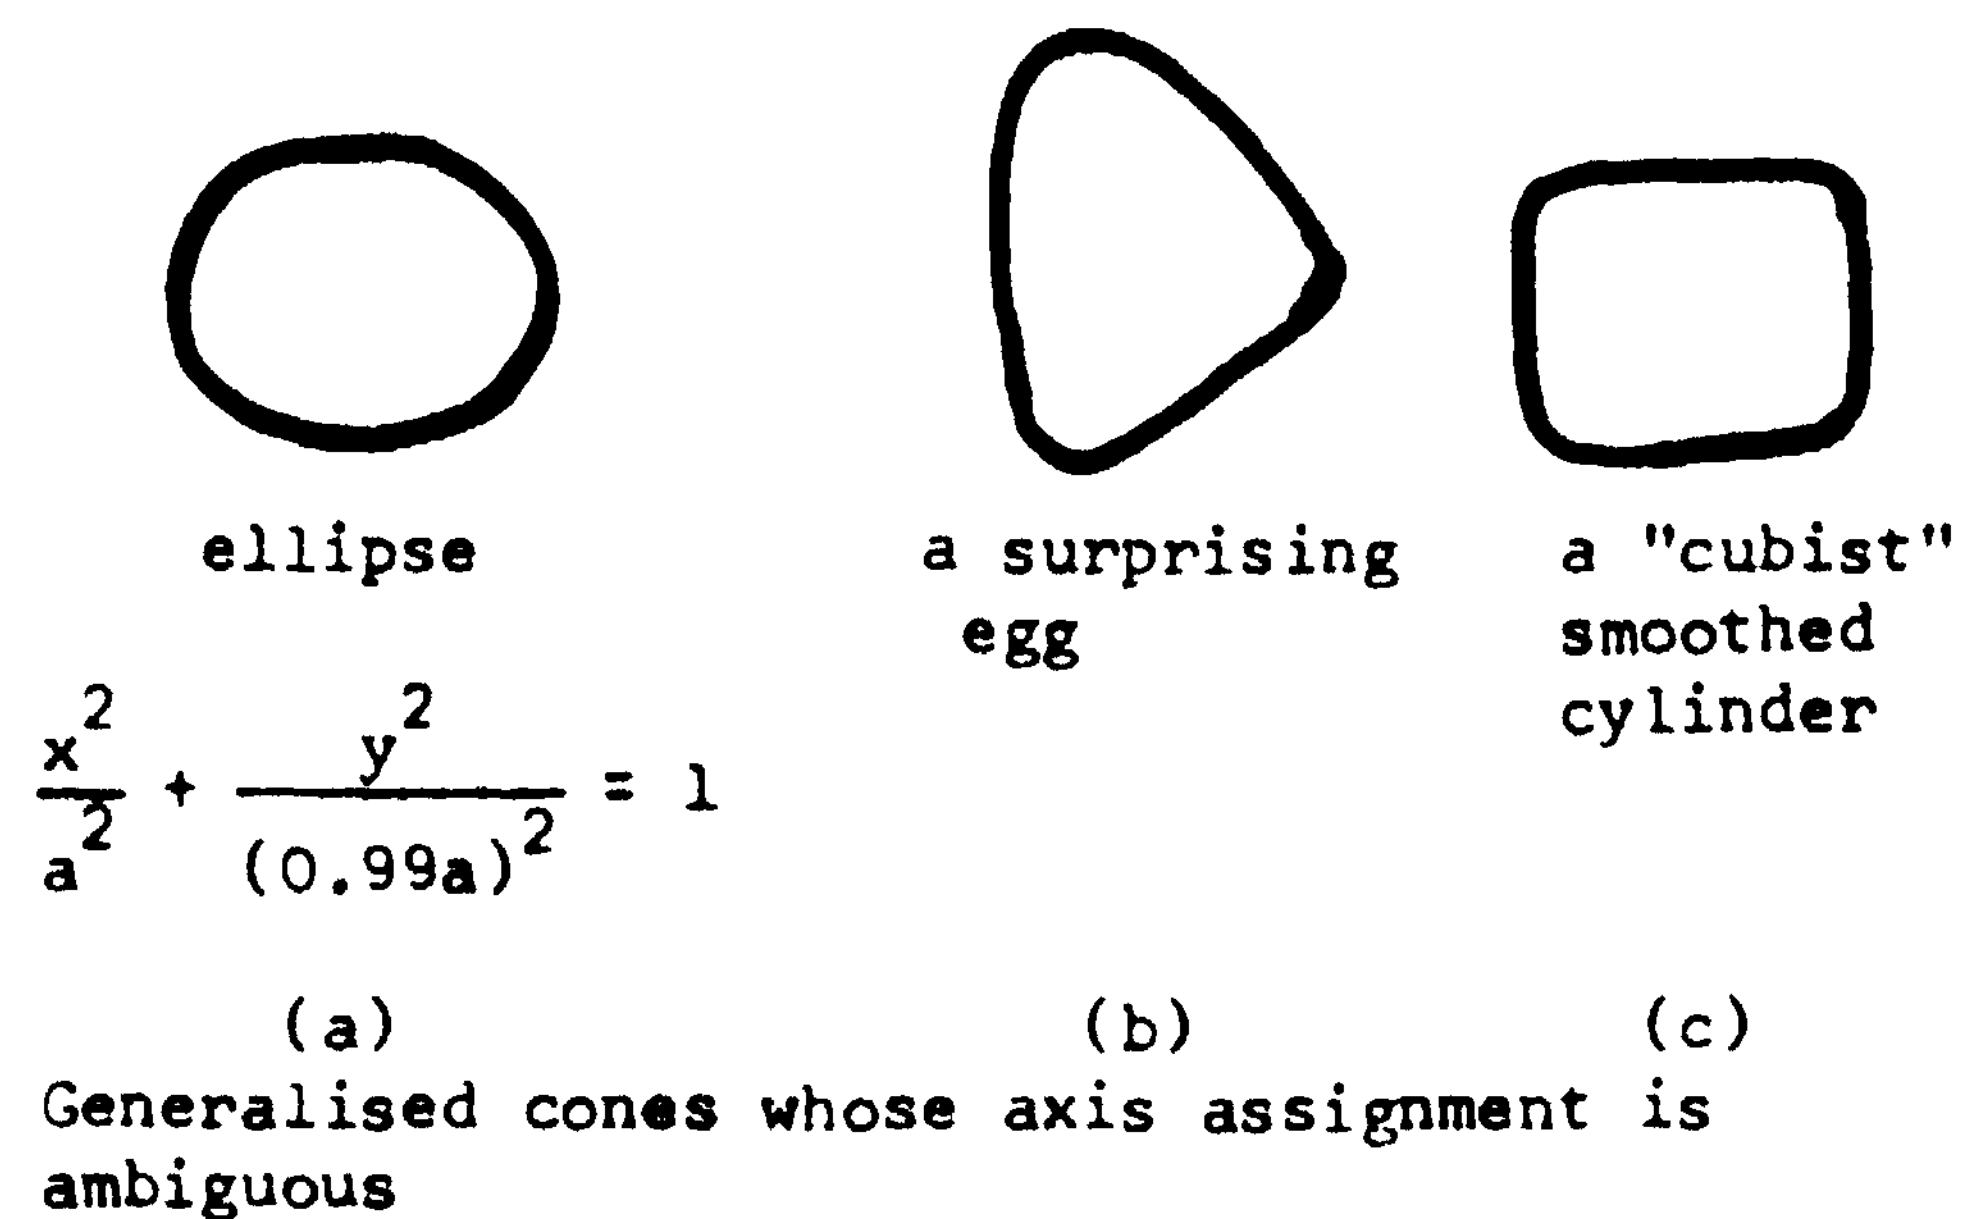 ellipse
a surprising
egg
a "cubist"
smoothed
cylinder
x^2/a^2 + y^2/(0.99a)^2 = 1
(a)
(b)
(c)
Generalised cones whose axis assignment is
ambiguous